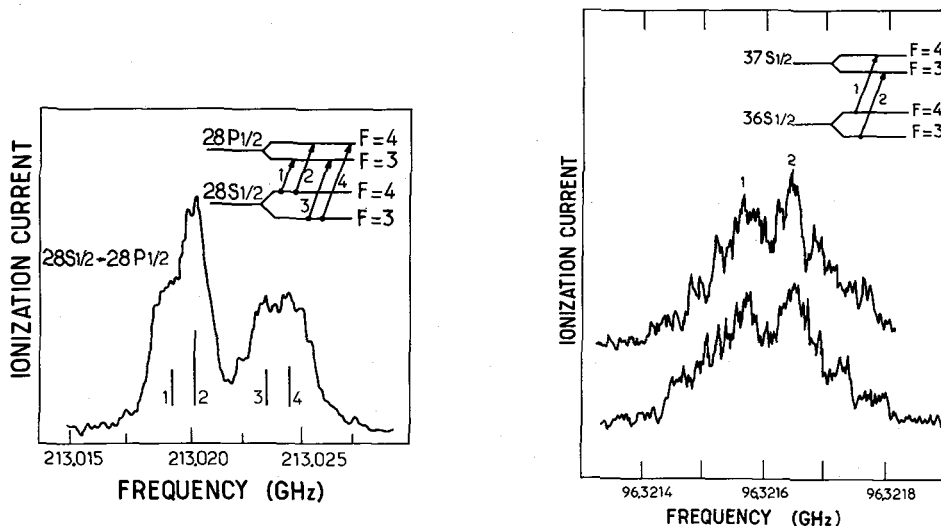 IONIZATION CURRENT
28P1/2
F=4
F=3
28S1/2
F=4
F=3
1
2
3
4
28S1/2-28P1/2
1
2
3
4
213.015
213.020
213.025
FREQUENCY (GHz)
IONIZATION CURRENT
37S1/2
F=4
F=3
1
2
36S1/2
F=4
F=3
1
2
96.3214
96.3216
96.3218
FREQUENCY (GHz)